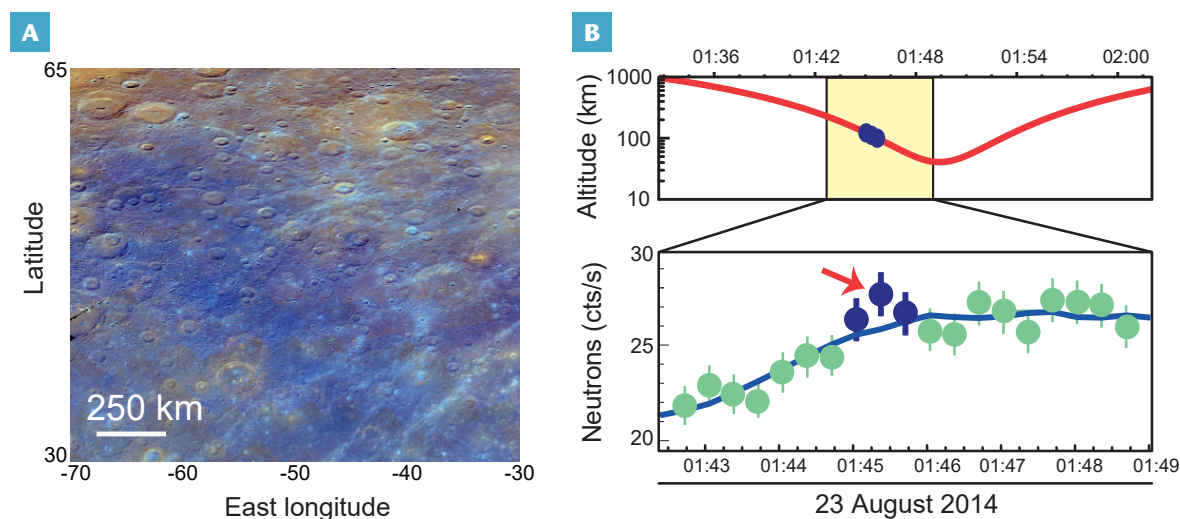 A
65
Latitude
250 km
30
-70 -60 -50 -40 -30
East longitude
B
01:36 01:42 01:48 01:54 02:00
1000
100
10
Altitude (km)
30
25
20
Neutrons (cts/s)
01:43 01:44 01:45 01:46 01:47 01:48 01:49
23 August 2014